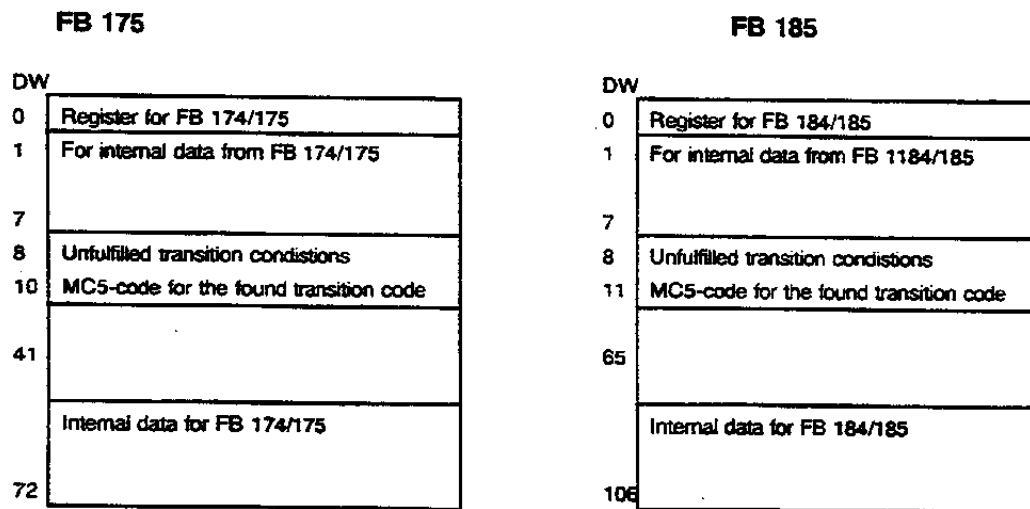 FB 175
DW
0 Register for FB 174/175
1 For internal data from FB 174/175
7
8 Unfulfilled transition condistions
10 MC5-code for the found transition code
41
Internal data for FB 174/175
72
FB 185
DW
0 Register for FB 184/185
1 For internal data from FB 1184/185
7
8 Unfulfilled transition condistions
11 MC5-code for the found transition code
65
Internal data for FB 184/185
106